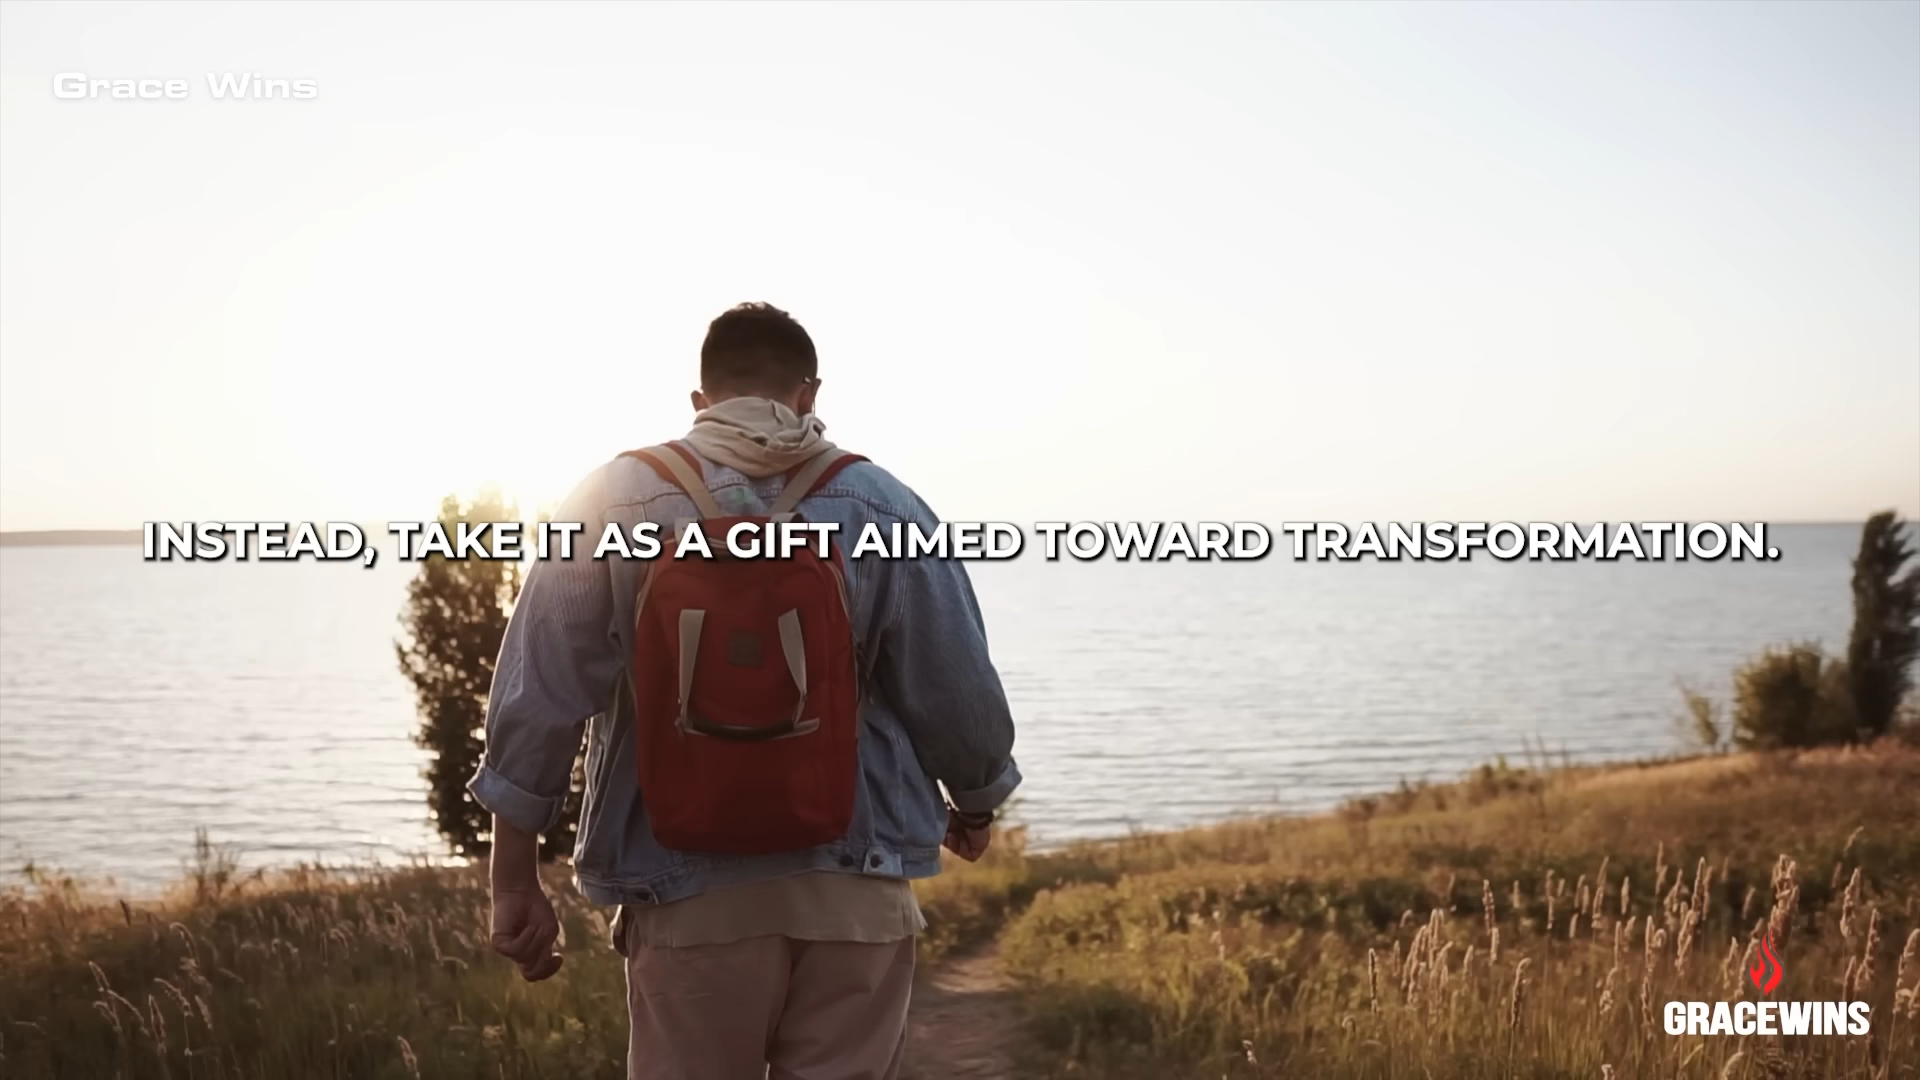 Grace Wins
INSTEAD, TAKE IT AS A GIFT AIMED TOWARD TRANSFORMATION.
GRACEWINS